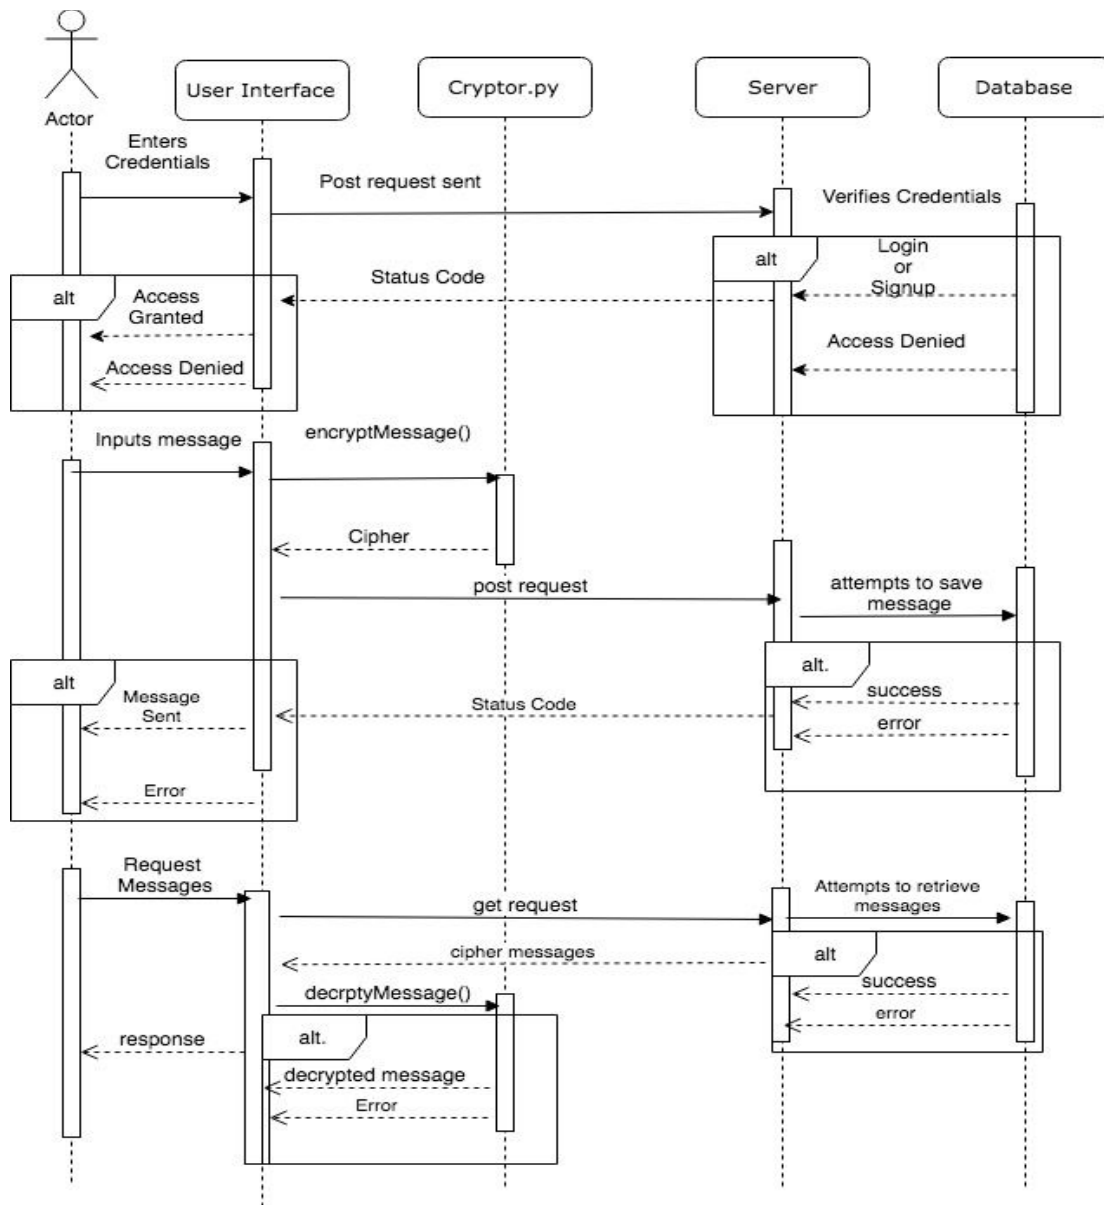 Actor
User Interface
Cryptor.py
Server
Database
Enters
Credentials
Post request sent
Verifies Credentials
alt
Login
or
Signup
Status Code
alt
Access
Granted
Access Denied
Access Denied
Inputs message
encryptMessage()
Cipher
post request
attempts to save
message
alt.
success
error
Status Code
alt
Message
Sent
Error
Request
Messages
get request
Attempts to retrieve
messages
alt
cipher messages
success
error
decrptyMessage()
alt.
response
decrypted message
Error